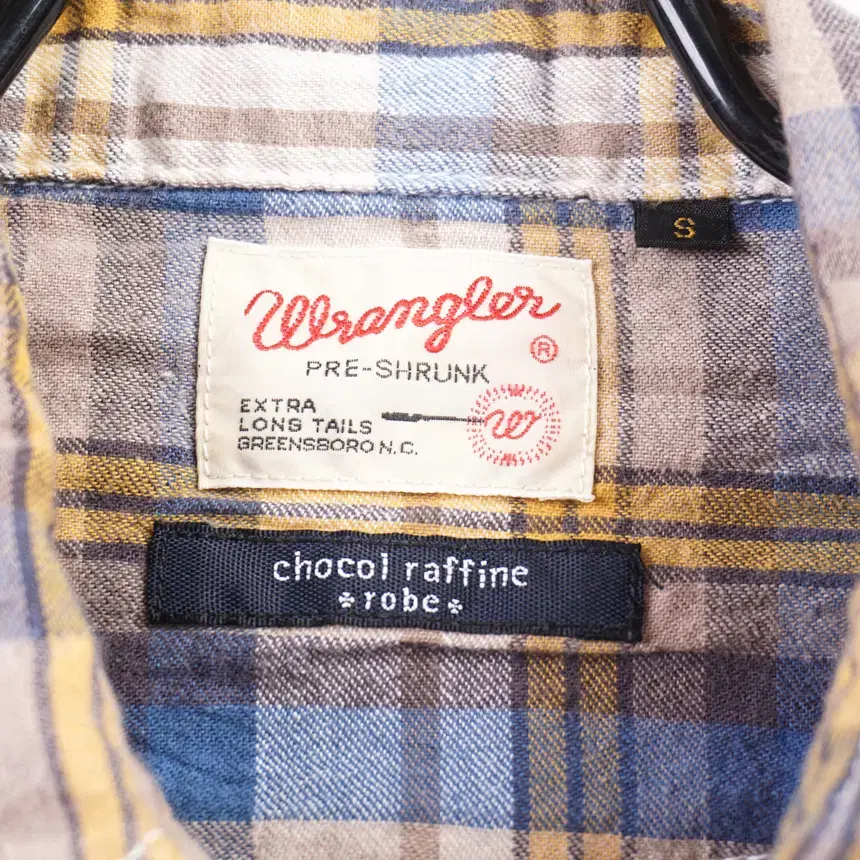 S
Wrangler
®
PRE-SHRUNK
EXTRA
LONG TAILS
GREENSBORO N.C.
W
chocol raffine
robe